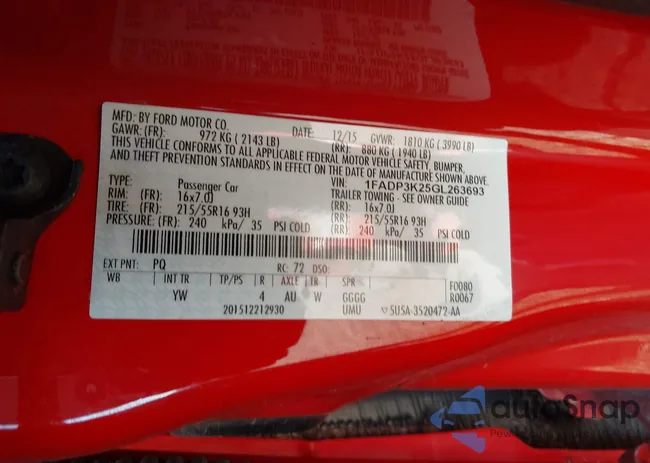 MFD. BY FORD MOTOR CO.
DATE: 12/15 GVWR: 1810 KG (3990 LB)
GAWR: (FR): 972 KG (2143 LB) (RR): 880 KG (1940 LB)
THIS VEHICLE CONFORMS TO ALL APPLICABLE FEDERAL MOTOR VEHICLE SAFETY, BUMPER,
AND THEFT PREVENTION STANDARDS IN EFFECT ON THE DATE OF MANUFACTURE SHOWN ABOVE.
VIN: 1FADP3K25GL263693
TYPE: Passenger Car TRAILER TOWING - SEE OWNER GUIDE
RIM: (FR): 16x7.0J (RR): 16x7.0J
TIRE: (FR): 215/55R16 93H (RR): 215/55R16 93H
PRESSURE: (FR): 240 kPa/ 35 PSI COLD (RR): 240 kPa/ 35 PSI COLD
EXT PNT: PQ RC: 72 DSO:
WB INT TR TP/PS R AXLE TR SPR F0080
YW 4 AU W GGGG R0067
201512212930 UMU 5U5A-3520472-AA
autoSnap